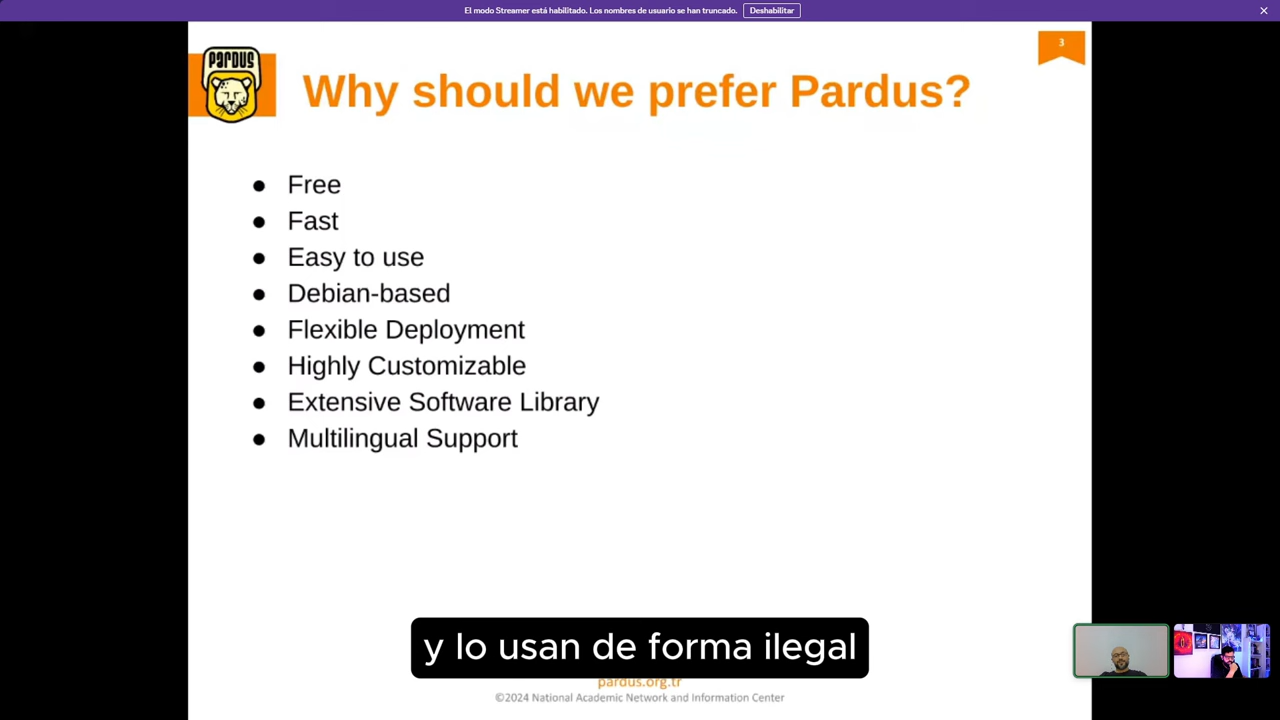 El modo Streamer está habilitado. Los nombres de usuario se han truncado. Deshabilitar
3
PARDUS
Why should we prefer Pardus?
● Free
● Fast
● Easy to use
● Debian-based
● Flexible Deployment
● Highly Customizable
● Extensive Software Library
● Multilingual Support
y lo usan de forma ilegal
pardus.org.tr
©2024 National Academic Network and Information Center